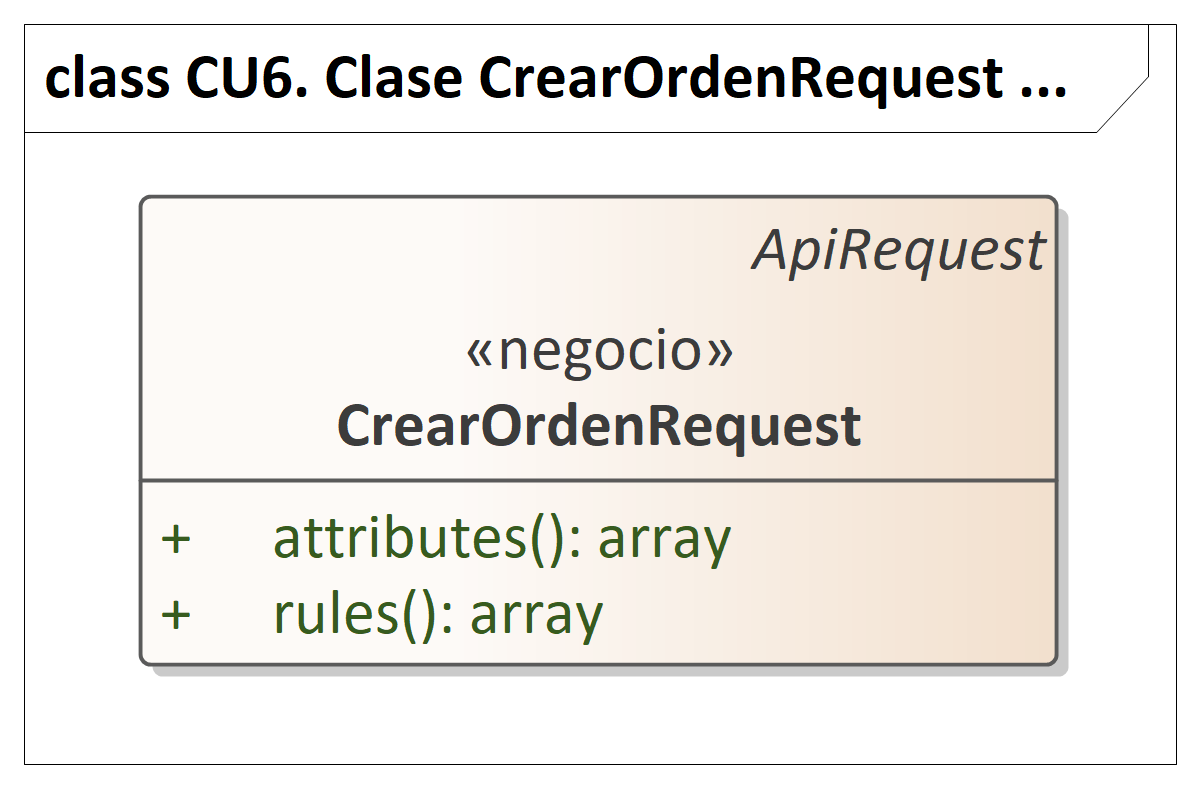 class CU6. Clase CrearOrdenRequest ...
ApiRequest
«negocio»
CrearOrdenRequest
+ attributes(): array
+ rules(): array